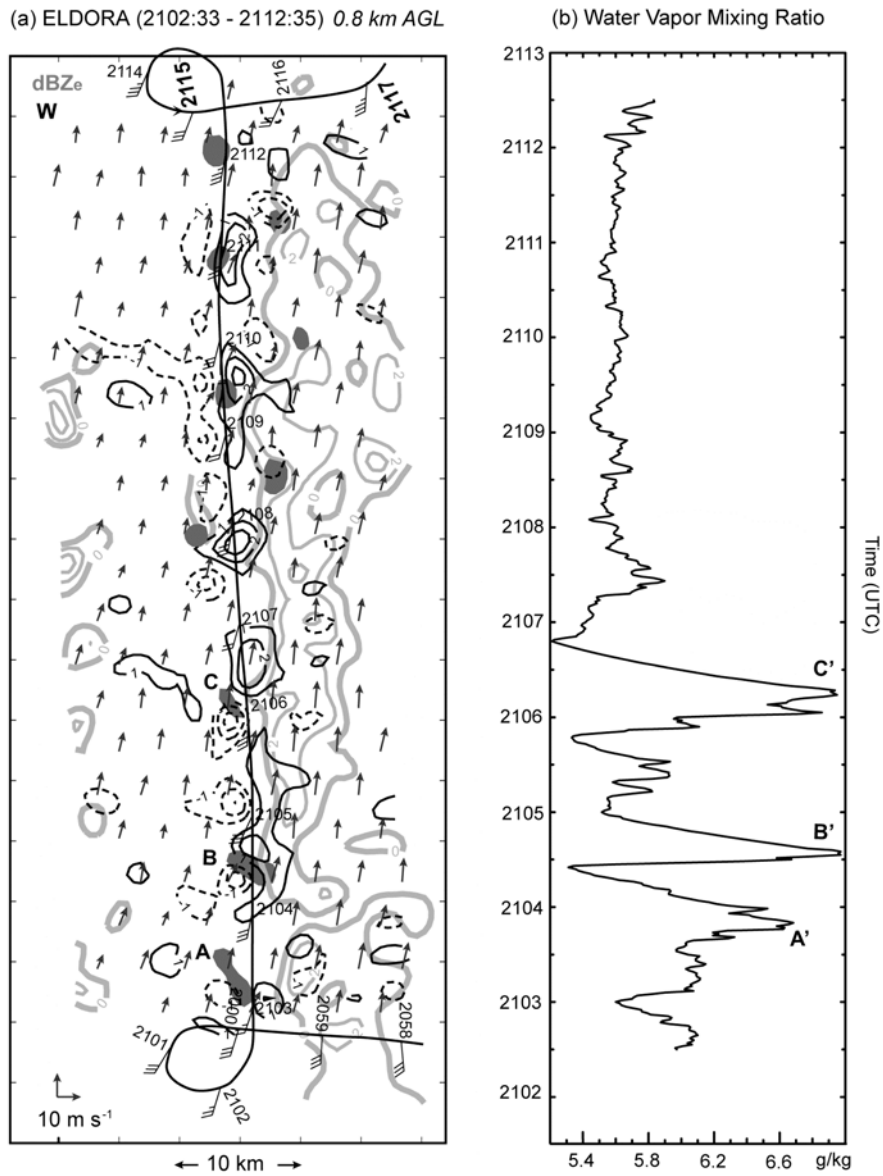 (a) ELDORA (2102:33 - 2112:35) 0.8 km AGL
dBZe
W
2114
2115
2116
2117
2112
2111
2110
2109
2108
2107
C
2106
2105
B
2104
A
2103
2101
2059
2058
2102
10 m s⁻¹
10 km
(b) Water Vapor Mixing Ratio
2113
2112
2111
2110
2109
2108
2107
C'
2106
2105
B'
2104
A'
2103
2102
Time (UTC)
5.4 5.8 6.2 6.6 g/kg